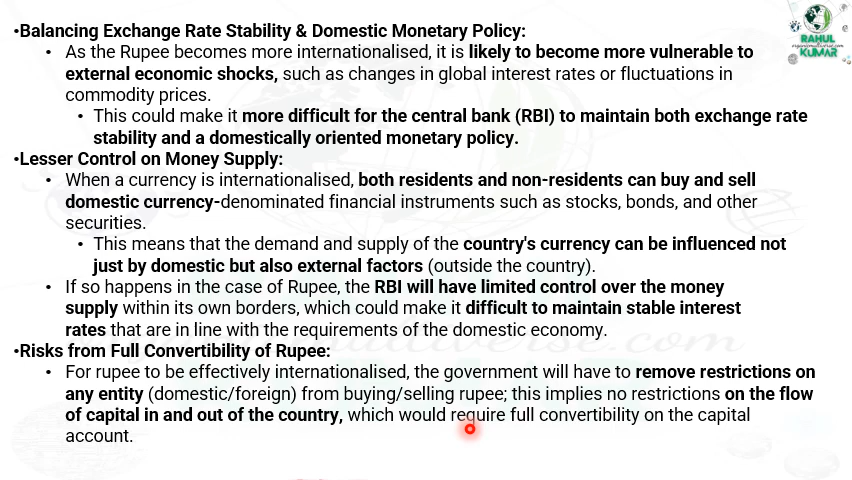 •Balancing Exchange Rate Stability & Domestic Monetary Policy:
• As the Rupee becomes more internationalised, it is likely to become more vulnerable to
external economic shocks, such as changes in global interest rates or fluctuations in
commodity prices.
• This could make it more difficult for the central bank (RBI) to maintain both exchange rate
stability and a domestically oriented monetary policy.
•Lesser Control on Money Supply:
• When a currency is internationalised, both residents and non-residents can buy and sell
domestic currency-denominated financial instruments such as stocks, bonds, and other
securities.
• This means that the demand and supply of the country's currency can be influenced not
just by domestic but also external factors (outside the country).
• If so happens in the case of Rupee, the RBI will have limited control over the money
supply within its own borders, which could make it difficult to maintain stable interest
rates that are in line with the requirements of the domestic economy.
•Risks from Full Convertibility of Rupee:
• For rupee to be effectively internationalised, the government will have to remove restrictions on
any entity (domestic/foreign) from buying/selling rupee; this implies no restrictions on the flow
of capital in and out of the country, which would require full convertibility on the capital
account.
RAHUL
KUMAR